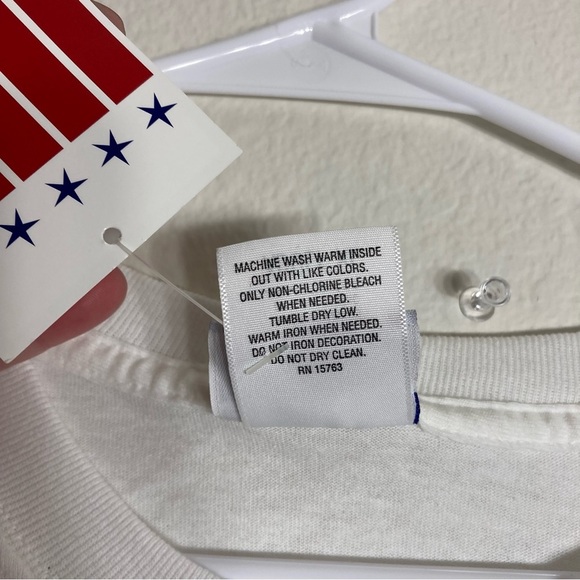 MACHINE WASH WARM INSIDE
OUT WITH LIKE COLORS.
ONLY NON-CHLORINE BLEACH
WHEN NEEDED.
TUMBLE DRY LOW.
WARM IRON WHEN NEEDED.
DO NOT IRON DECORATION.
DO NOT DRY CLEAN.
RN 15763